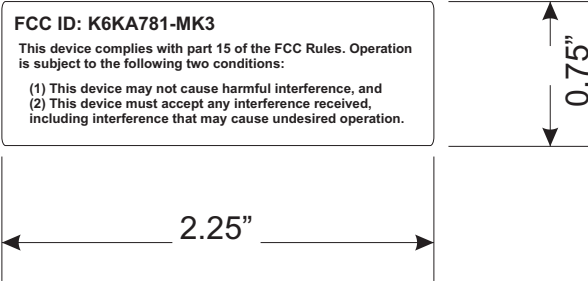 FCC ID: K6KA781-MK3
This device complies with part 15 of the FCC Rules. Operation
is subject to the following two conditions:
(1) This device may not cause harmful interference, and
(2) This device must accept any interference received,
including interference that may cause undesired operation.
0.75”
2.25”